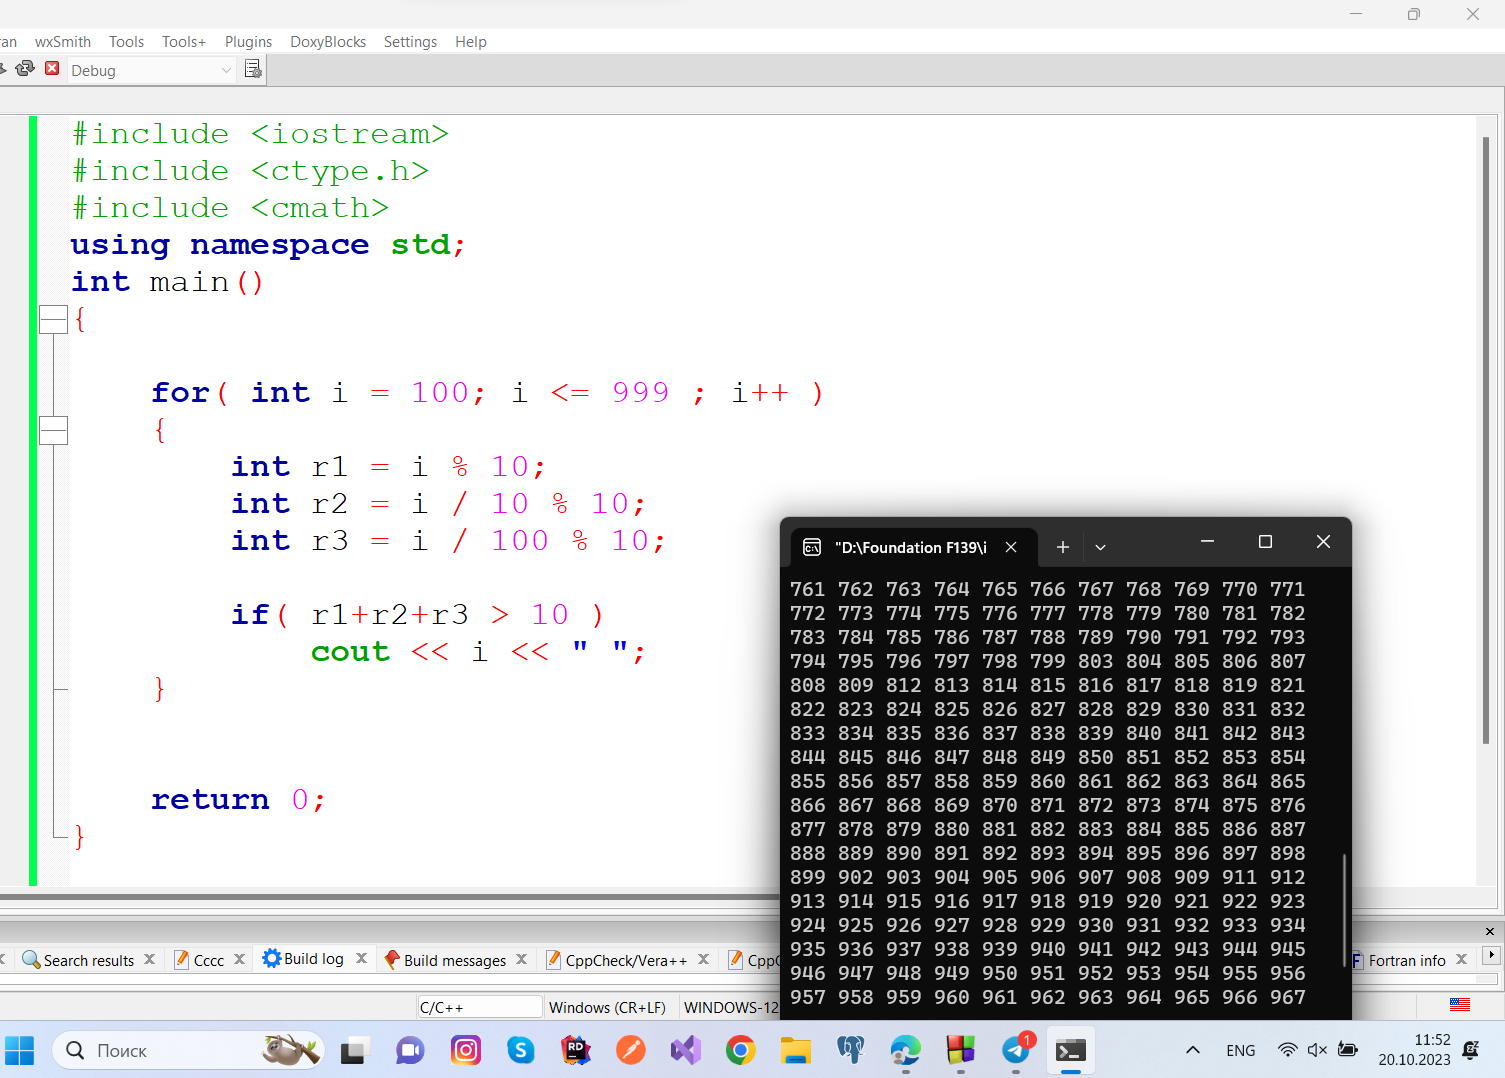 wxSmith Tools Tools+ Plugins DoxyBlocks Settings Help
Debug
#include <iostream>
#include <ctype.h>
#include <cmath>
using namespace std;
int main()
{
for( int i = 100; i <= 999 ; i++ )
{
int r1 = i % 10;
int r2 = i / 10 % 10;
int r3 = i / 100 % 10;
if( r1+r2+r3 > 10 )
cout << i << " ";
}
return 0;
}
"D:\Foundation F139\i
761 762 763 764 765 766 767 768 769 770 771
772 773 774 775 776 777 778 779 780 781 782
783 784 785 786 787 788 789 790 791 792 793
794 795 796 797 798 799 803 804 805 806 807
808 809 812 813 814 815 816 817 818 819 821
822 823 824 825 826 827 828 829 830 831 832
833 834 835 836 837 838 839 840 841 842 843
844 845 846 847 848 849 850 851 852 853 854
855 856 857 858 859 860 861 862 863 864 865
866 867 868 869 870 871 872 873 874 875 876
877 878 879 880 881 882 883 884 885 886 887
888 889 890 891 892 893 894 895 896 897 898
899 902 903 904 905 906 907 908 909 911 912
913 914 915 916 917 918 919 920 921 922 923
924 925 926 927 928 929 930 931 932 933 934
935 936 937 938 939 940 941 942 943 944 945
946 947 948 949 950 951 952 953 954 955 956
957 958 959 960 961 962 963 964 965 966 967
Search results Cccc Build log Build messages CppCheck/Vera++ Fortran info
C/C++ Windows (CR+LF) WINDOWS-12
Поиск
RD
1
ENG
11:52
20.10.2023